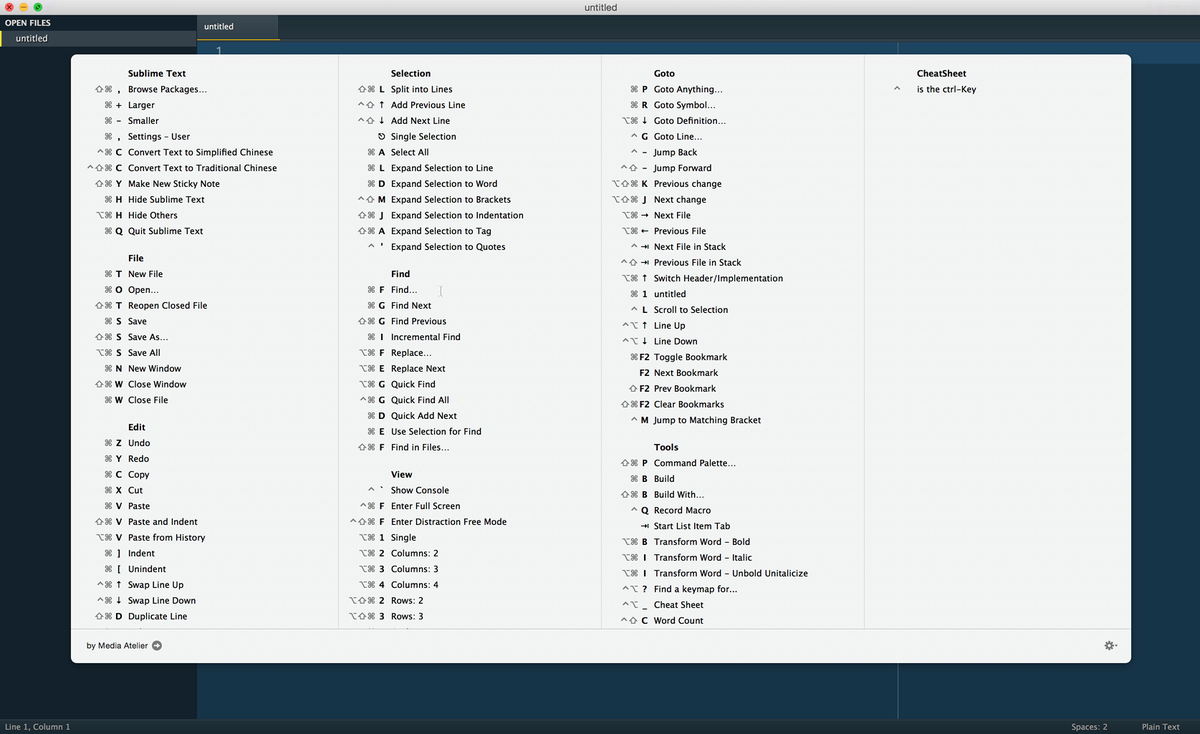 untitled
OPEN FILES
untitled
untitled
1
Sublime Text
⇧⌘ , Browse Packages...
⌘ + Larger
⌘ - Smaller
⌘ , Settings – User
^⌘ C Convert Text to Simplified Chinese
^⇧⌘ C Convert Text to Traditional Chinese
⇧⌘ Y Make New Sticky Note
⌘ H Hide Sublime Text
⌥⌘ H Hide Others
⌘ Q Quit Sublime Text
File
⌘ T New File
⌘ O Open...
⇧⌘ T Reopen Closed File
⌘ S Save
⇧⌘ S Save As...
⌥⌘ S Save All
⌘ N New Window
⇧⌘ W Close Window
⌘ W Close File
Edit
⌘ Z Undo
⌘ Y Redo
⌘ C Copy
⌘ X Cut
⌘ V Paste
⇧⌘ V Paste and Indent
⌥⌘ V Paste from History
⌘ ] Indent
⌘ [ Unindent
^⌘ ↑ Swap Line Up
^⌘ ↓ Swap Line Down
⇧⌘ D Duplicate Line
Selection
⇧⌘ L Split into Lines
^⇧ ↑ Add Previous Line
^⇧ ↓ Add Next Line
⎋ Single Selection
⌘ A Select All
⌘ L Expand Selection to Line
⌘ D Expand Selection to Word
^⇧ M Expand Selection to Brackets
⇧⌘ J Expand Selection to Indentation
⇧⌘ A Expand Selection to Tag
^ ' Expand Selection to Quotes
Find
⌘ F Find...
⌘ G Find Next
⇧⌘ G Find Previous
⌘ I Incremental Find
⌥⌘ F Replace...
⌥⌘ E Replace Next
⌥⌘ G Quick Find
^⌘ G Quick Find All
⌘ D Quick Add Next
⌘ E Use Selection for Find
⇧⌘ F Find in Files...
View
^ ` Show Console
^⌘ F Enter Full Screen
^⇧⌘ F Enter Distraction Free Mode
⌥⌘ 1 Single
⌥⌘ 2 Columns: 2
⌥⌘ 3 Columns: 3
⌥⌘ 4 Columns: 4
⌥⇧⌘ 2 Rows: 2
⌥⇧⌘ 3 Rows: 3
Goto
⌘ P Goto Anything...
⌘ R Goto Symbol...
⌥⌘ ↓ Goto Definition...
^ G Goto Line...
^ - Jump Back
^⇧ - Jump Forward
⌥⇧⌘ K Previous change
⌥⇧⌘ J Next change
⌥⌘ → Next File
⌥⌘ ← Previous File
^ ⇥ Next File in Stack
^⇧ ⇥ Previous File in Stack
⌥⌘ ↑ Switch Header/Implementation
⌘ 1 untitled
^ L Scroll to Selection
^⌥ ↑ Line Up
^⌥ ↓ Line Down
⌘F2 Toggle Bookmark
F2 Next Bookmark
⇧F2 Prev Bookmark
⇧⌘F2 Clear Bookmarks
^ M Jump to Matching Bracket
Tools
⇧⌘ P Command Palette...
⌘ B Build
⇧⌘ B Build With...
^ Q Record Macro
⇥ Start List Item Tab
⌥⌘ B Transform Word – Bold
⌥⌘ I Transform Word – Italic
⌥⌘ I Transform Word – Unbold Unitalicize
^⌥ ? Find a keymap for...
^⌥ _ Cheat Sheet
^⇧ C Word Count
CheatSheet
^ is the ctrl-Key
by Media Atelier
Line 1, Column 1
Spaces: 2
Plain Text